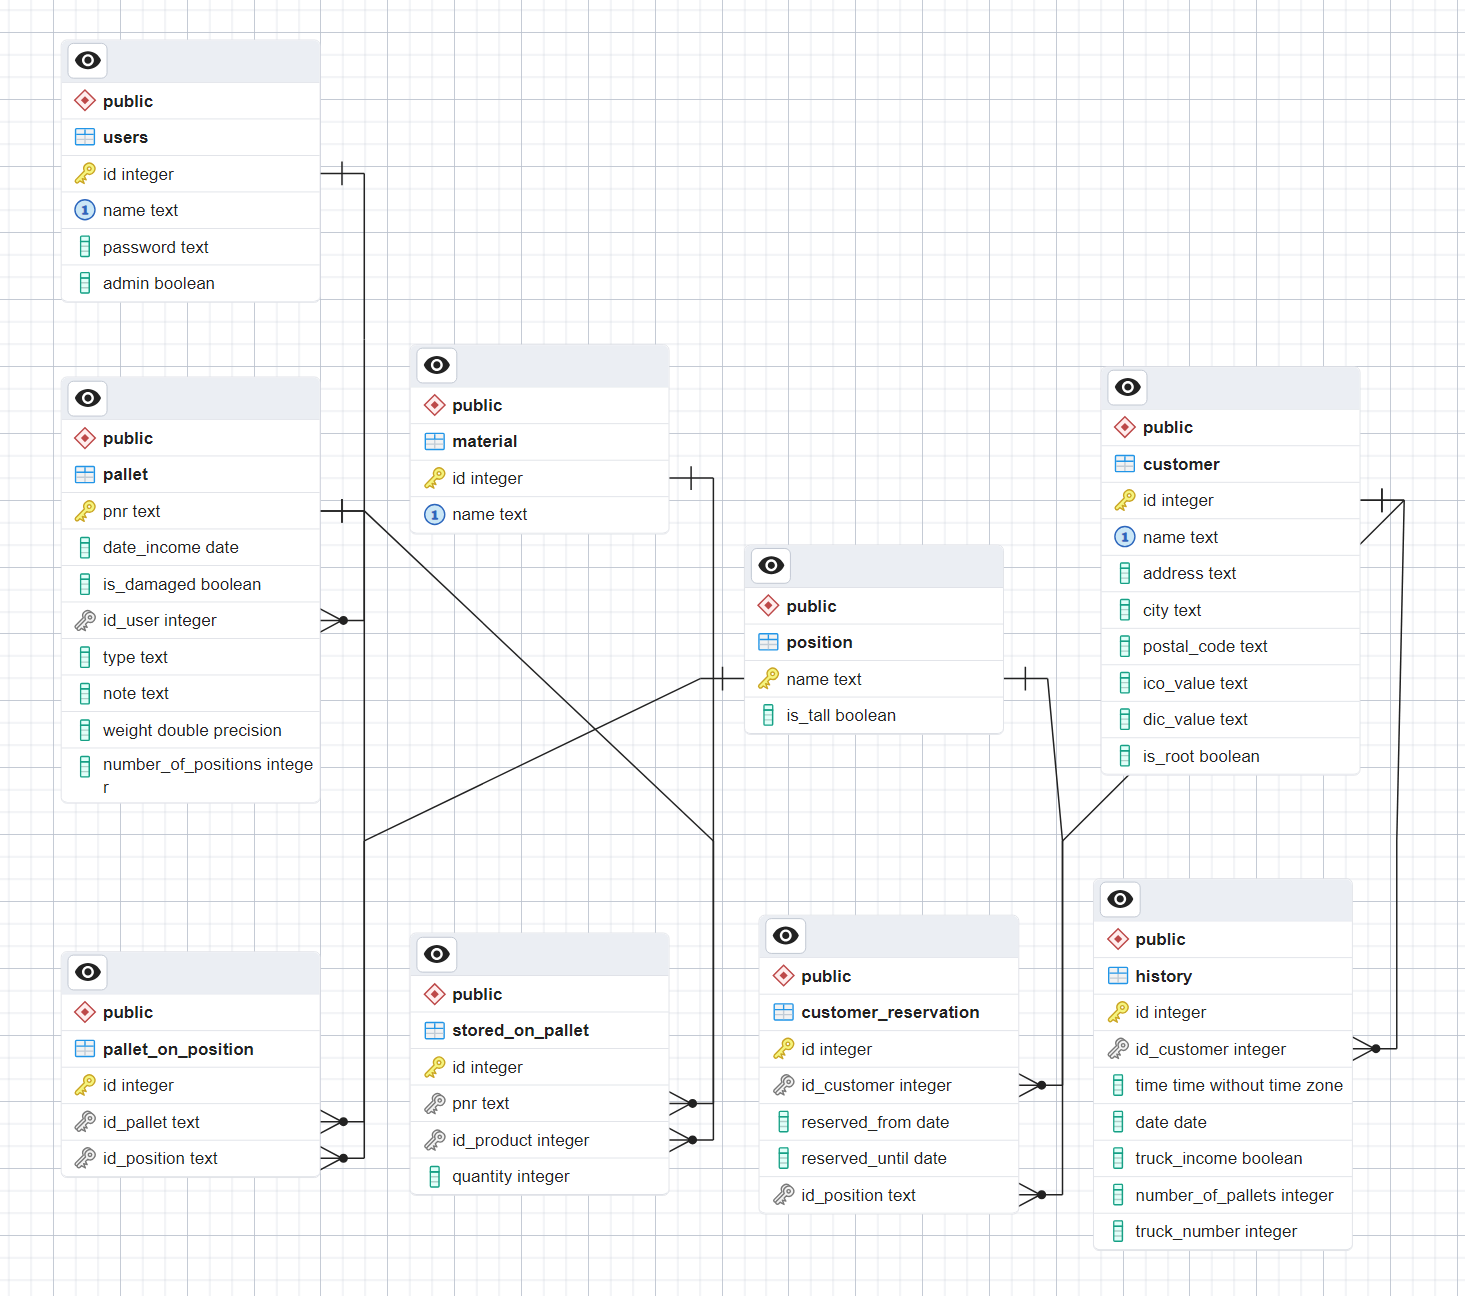 public
users
id integer
1 name text
password text
admin boolean
public
pallet
pnr text
date_income date
is_damaged boolean
id_user integer
type text
note text
weight double precision
number_of_positions intege
r
public
material
id integer
1 name text
public
position
name text
is_tall boolean
public
customer
id integer
1 name text
address text
city text
postal_code text
ico_value text
dic_value text
is_root boolean
public
pallet_on_position
id integer
id_pallet text
id_position text
public
stored_on_pallet
id integer
pnr text
id_product integer
quantity integer
public
customer_reservation
id integer
id_customer integer
reserved_from date
reserved_until date
id_position text
public
history
id integer
id_customer integer
time time without time zone
date date
truck_income boolean
number_of_pallets integer
truck_number integer